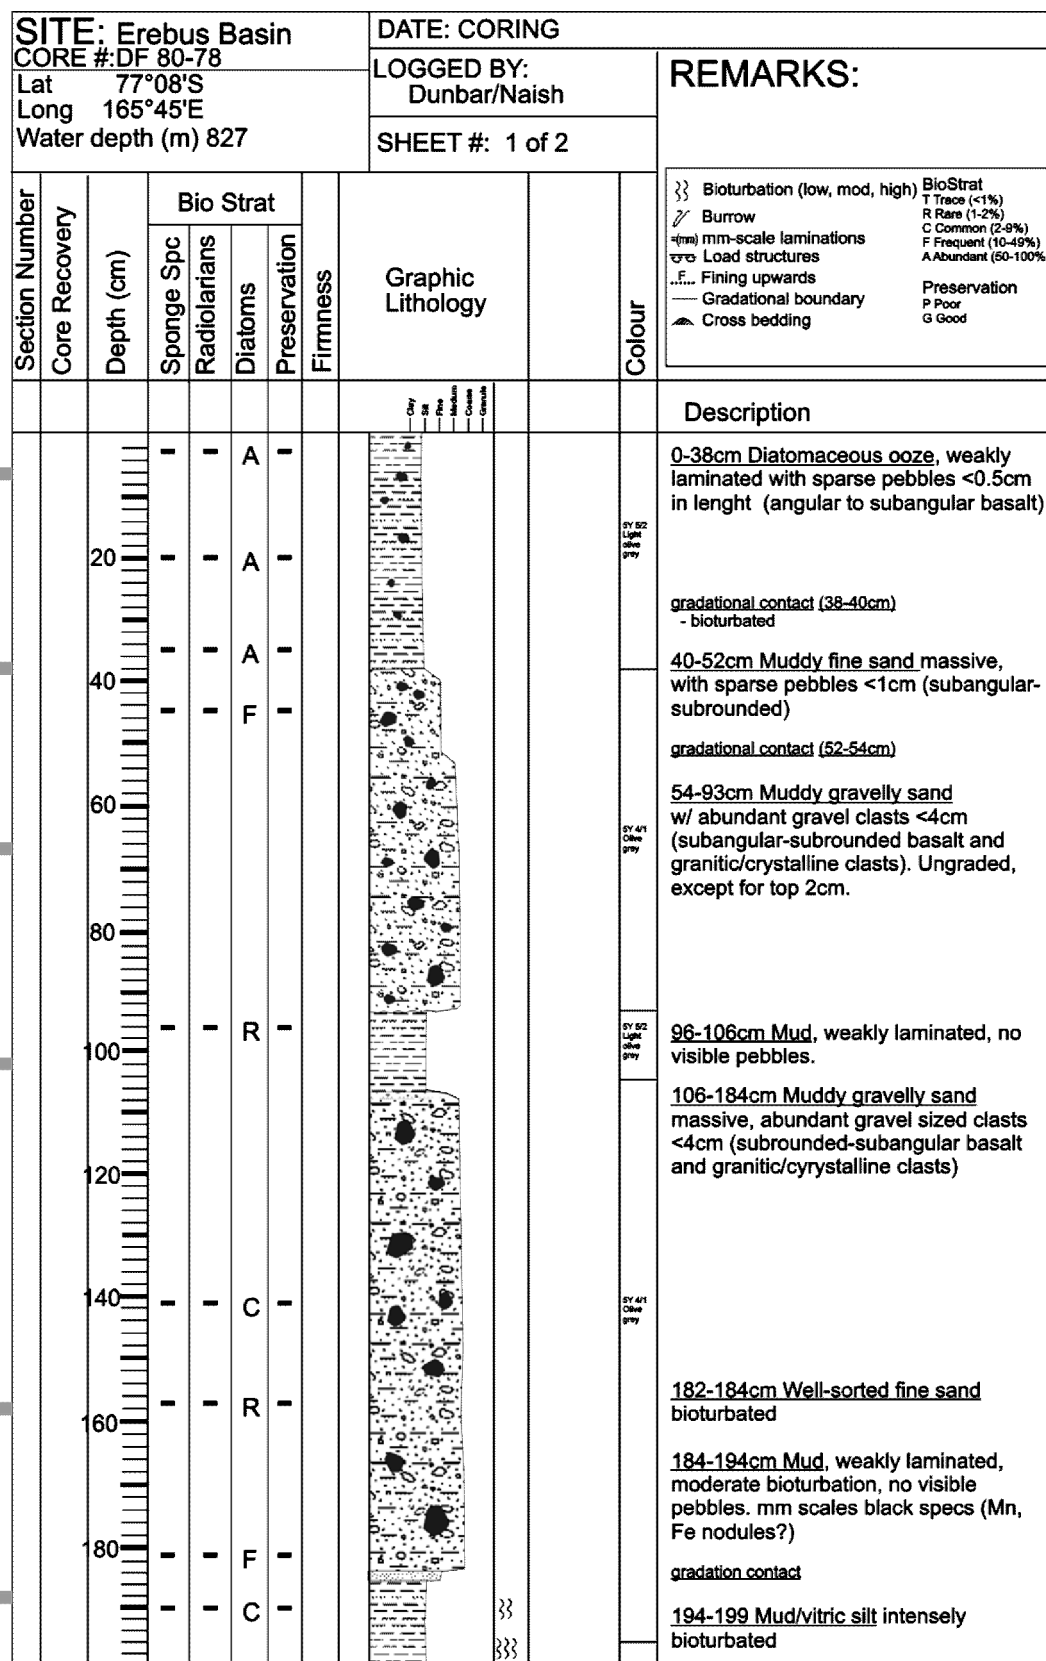 SITE: Erebus Basin
CORE #:DF 80-78
Lat 77°08'S
Long 165°45'E
Water depth (m) 827
DATE: CORING
LOGGED BY:
Dunbar/Naish
SHEET #: 1 of 2
REMARKS:
Bioturbation (low, mod, high)
Burrow
=(mm) mm-scale laminations
Load structures
F Fining upwards
Gradational boundary
Cross bedding
BioStrat
T Trace (<1%)
R Rare (1-2%)
C Common (2-9%)
F Frequent (10-49%)
A Abundant (50-100%
Preservation
P Poor
G Good
Section Number
Core Recovery
Depth (cm)
Bio Strat
Sponge Spc
Radiolarians
Diatoms
Preservation
Firmness
Graphic
Lithology
Colour
Clay
Silt
Fine
Medium
Coarse
Granule
Description
A
0-38cm Diatomaceous ooze, weakly
laminated with sparse pebbles <0.5cm
in lenght (angular to subangular basalt)
5Y 5/2
Light
olive
grey
20
A
gradational contact (38-40cm)
- bioturbated
A
40
40-52cm Muddy fine sand massive,
with sparse pebbles <1cm (subangular-
subrounded)
F
gradational contact (52-54cm)
60
54-93cm Muddy gravelly sand
w/ abundant gravel clasts <4cm
(subangular-subrounded basalt and
granitic/crystalline clasts). Ungraded,
except for top 2cm.
5Y 4/1
Olive
grey
80
R
5Y 5/2
Light
olive
grey
96-106cm Mud, weakly laminated, no
visible pebbles.
100
106-184cm Muddy gravelly sand
massive, abundant gravel sized clasts
<4cm (subrounded-subangular basalt
and granitic/cyrystalline clasts)
120
140
C
5Y 4/1
Olive
grey
R
160
182-184cm Well-sorted fine sand
bioturbated
184-194cm Mud, weakly laminated,
moderate bioturbation, no visible
pebbles. mm scales black specs (Mn,
Fe nodules?)
180
F
gradation contact
C
194-199 Mud/vitric silt intensely
bioturbated